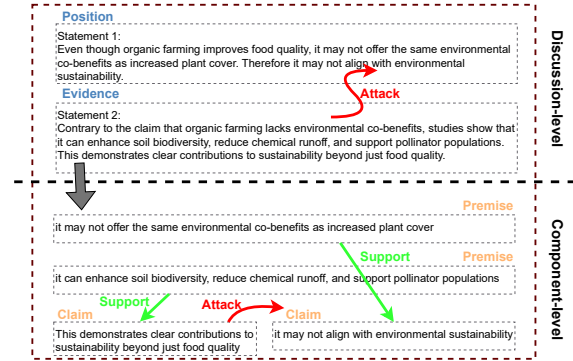 Position
Statement 1:
Even though organic farming improves food quality, it may not offer the same environmental
co-benefits as increased plant cover. Therefore it may not align with environmental
sustainability.
Evidence
Attack
Statement 2:
Contrary to the claim that organic farming lacks environmental co-benefits, studies show that
it can enhance soil biodiversity, reduce chemical runoff, and support pollinator populations.
This demonstrates clear contributions to sustainability beyond just food quality.
Discussion-level
Premise
it may not offer the same environmental co-benefits as increased plant cover
Support
Premise
it can enhance soil biodiversity, reduce chemical runoff, and support pollinator populations
Support
Attack
Claim
Claim
This demonstrates clear contributions to
sustainability beyond just food quality
it may not align with environmental sustainability
Component-level